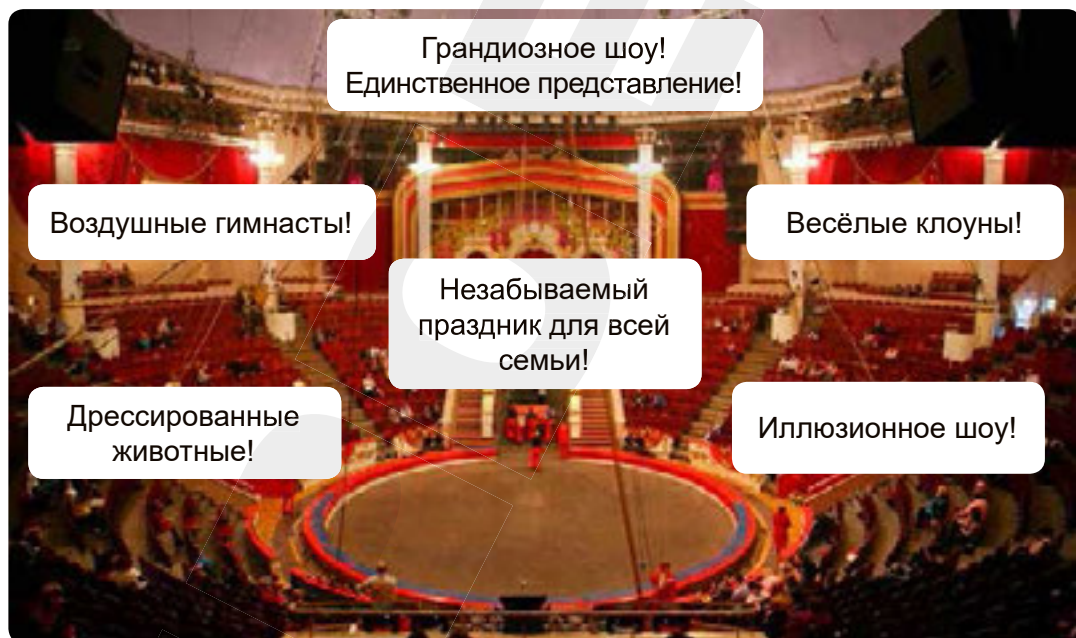 Грандиозное шоу!
Единственное представление!
Воздушные гимнасты!
Весёлые клоуны!
Незабываемый
праздник для всей
семьи!
Дрессированные
животные!
Иллюзионное шоу!